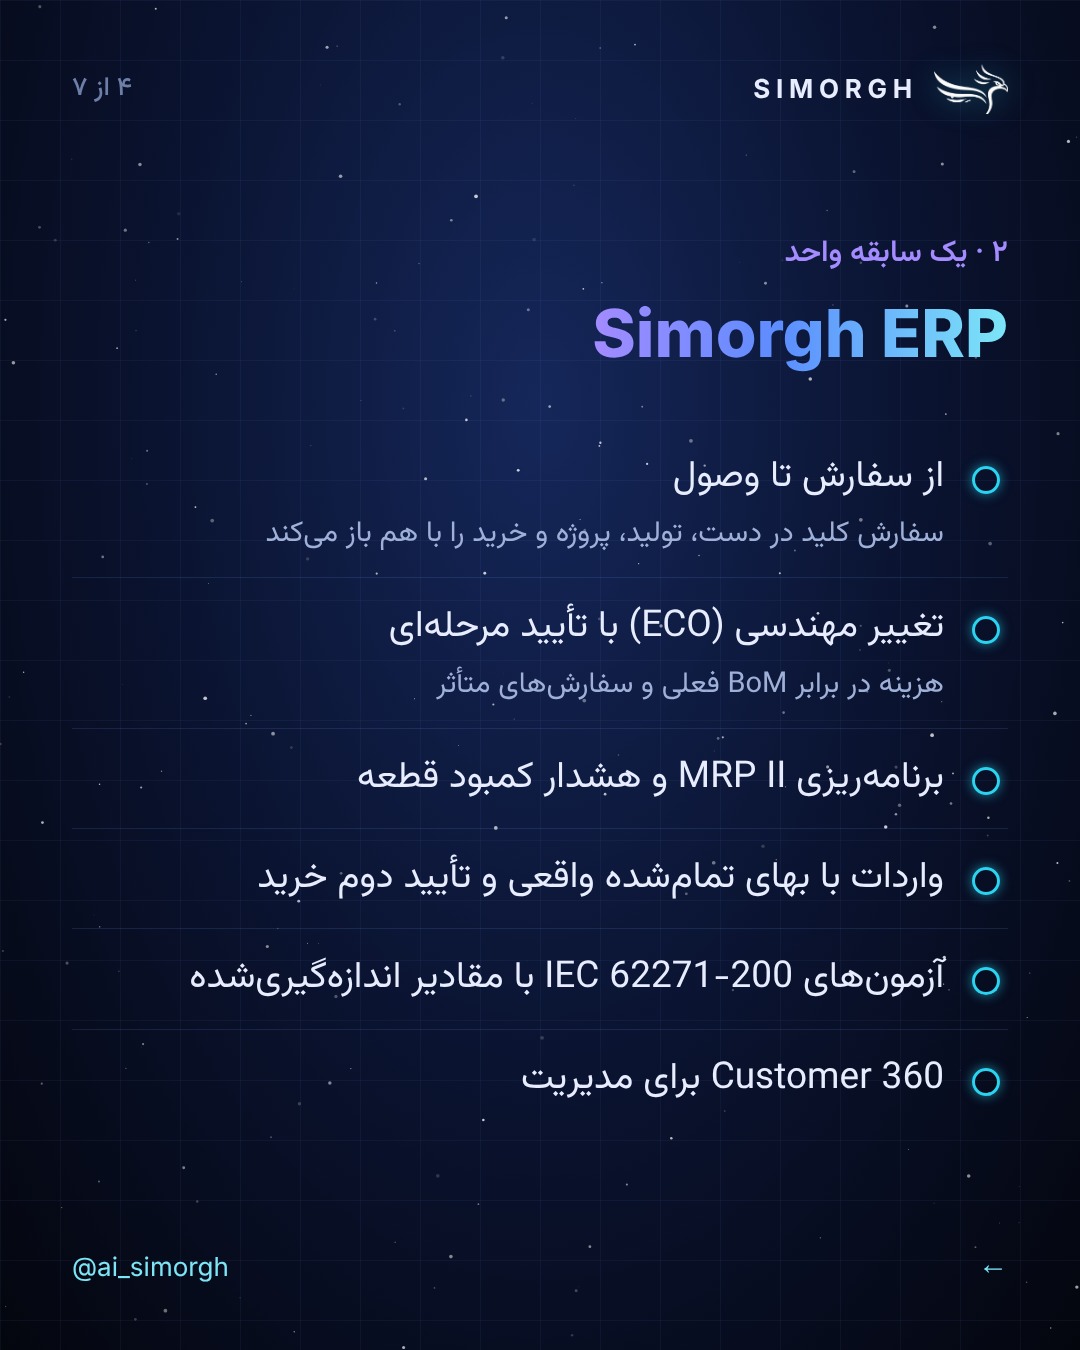 SIMORGH
۴ از ۷
۲ · یک سابقه واحد
Simorgh ERP
از سفارش تا وصول
سفارش کلید در دست، تولید، پروژه و خرید را با هم باز می‌کند
تغییر مهندسی (ECO) با تأیید مرحله‌ای
هزینه در برابر BoM فعلی و سفارش‌های متأثر
برنامه‌ریزی MRP II و هشدار کمبود قطعه
واردات با بهای تمام‌شده واقعی و تأیید دوم خرید
آزمون‌های IEC 62271-200 با مقادیر اندازه‌گیری‌شده
Customer 360 برای مدیریت
←
@ai_simorgh